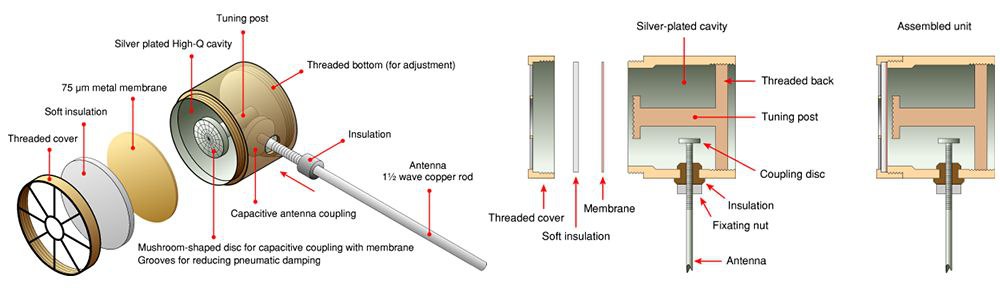 Tuning post
Silver plated High-Q cavity
Threaded bottom (for adjustment)
75 µm metal membrane
Soft insulation
Threaded cover
Insulation
Antenna
1½ wave copper rod
Capacitive antenna coupling
Mushroom-shaped disc for capacitive coupling with membrane
Grooves for reducing pneumatic damping
Silver-plated cavity
Threaded back
Tuning post
Coupling disc
Insulation
Fixating nut
Antenna
Threaded cover
Soft insulation
Membrane
Assembled unit